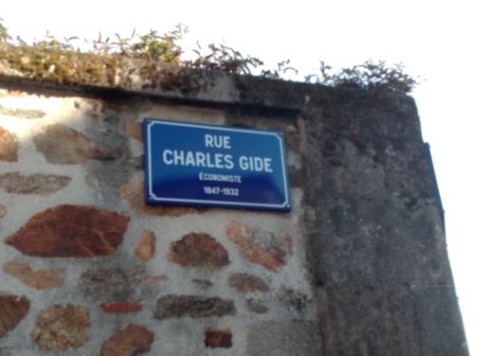 RUE
CHARLES GIDE
ÉCONOMISTE
1847-1932